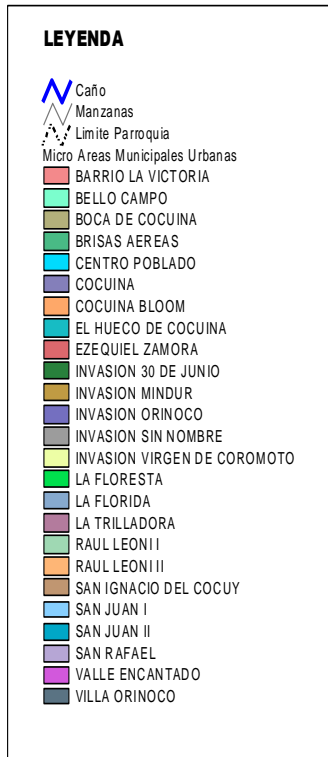 LEYENDA
Caño
Manzanas
Limite Parroquia
Micro Areas Municipales Urbanas
BARRIO LA VICTORIA
BELLO CAMPO
BOCA DE COCUINA
BRISAS AEREAS
CENTRO POBLADO
COCUINA
COCUINA BLOOM
EL HUECO DE COCUINA
EZEQUIEL ZAMORA
INVASION 30 DE JUNIO
INVASION MINDUR
INVASION ORINOCO
INVASION SIN NOMBRE
INVASION VIRGEN DE COROMOTO
LA FLORESTA
LA FLORIDA
LA TRILLADORA
RAUL LEONI I
RAUL LEONI II
SAN IGNACIO DEL COCUY
SAN JUAN I
SAN JUAN II
SAN RAFAEL
VALLE ENCANTADO
VILLA ORINOCO